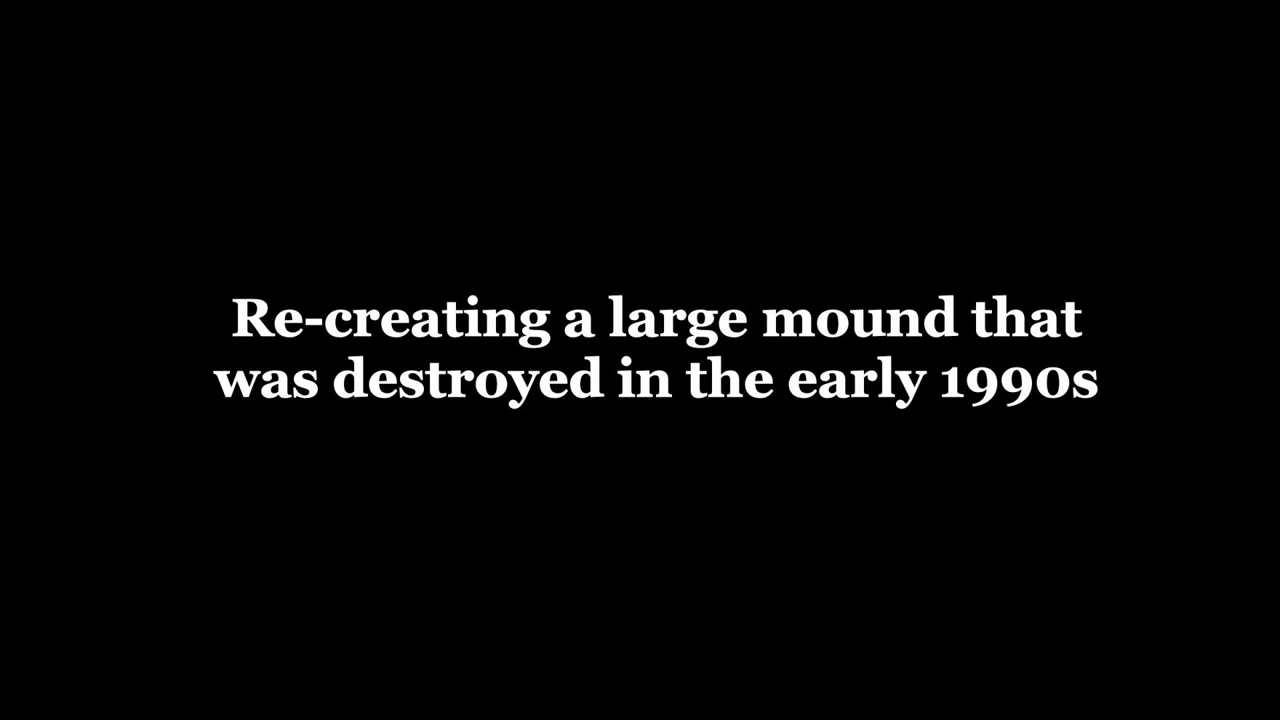 Re-creating a large mound that
was destroyed in the early 1990s